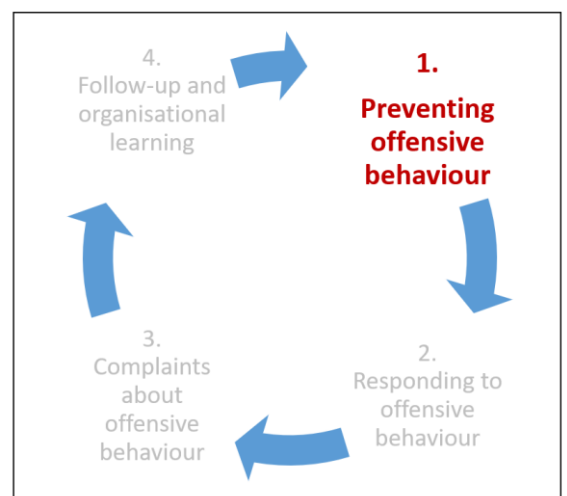 1.
Preventing
offensive
behaviour
2.
Responding to
offensive
behaviour
3.
Complaints
about
offensive
behaviour
4.
Follow-up and
organisational
learning